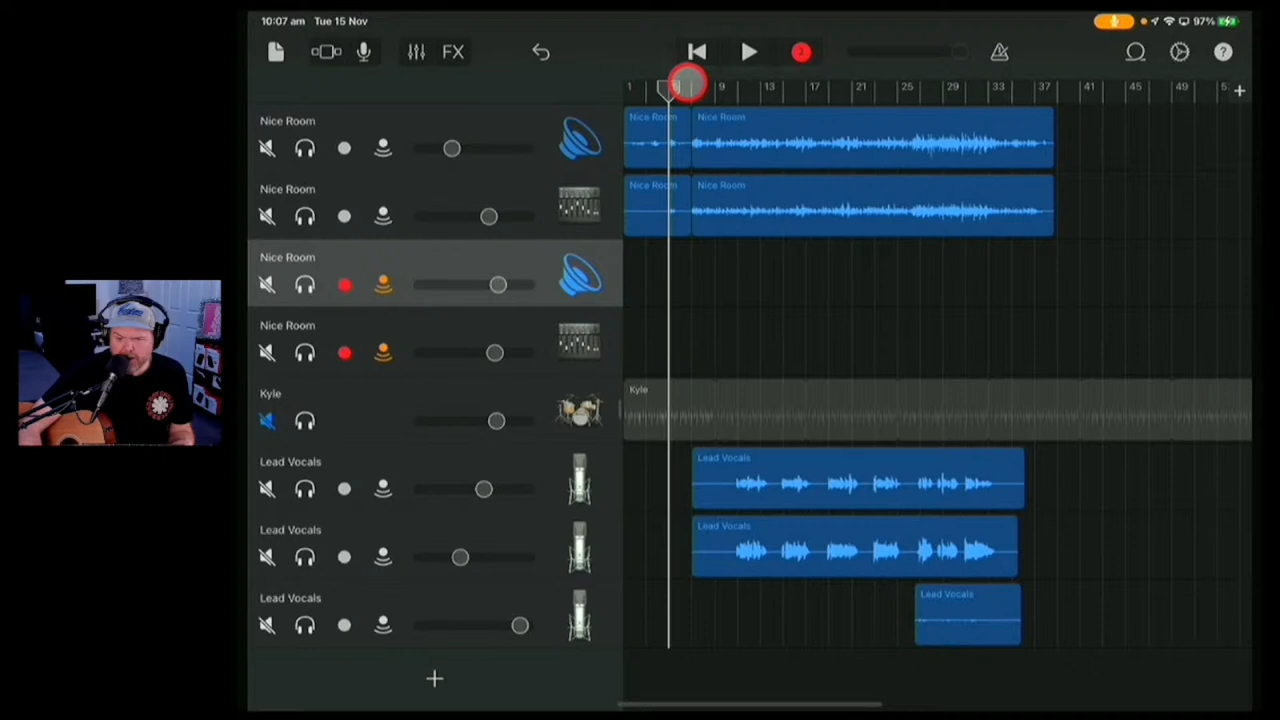 10:07 am Tue 15 Nov
97%
FX
?
1 9 13 17 21 25 29 33 37 41 45 49 +
Nice Room
Nice Room Nice Room
Nice Room
Nice Room Nice Room
Nice Room
Nice Room
Kyle
Kyle
Lead Vocals
Lead Vocals
Lead Vocals
Lead Vocals
Lead Vocals
Lead Vocals
+